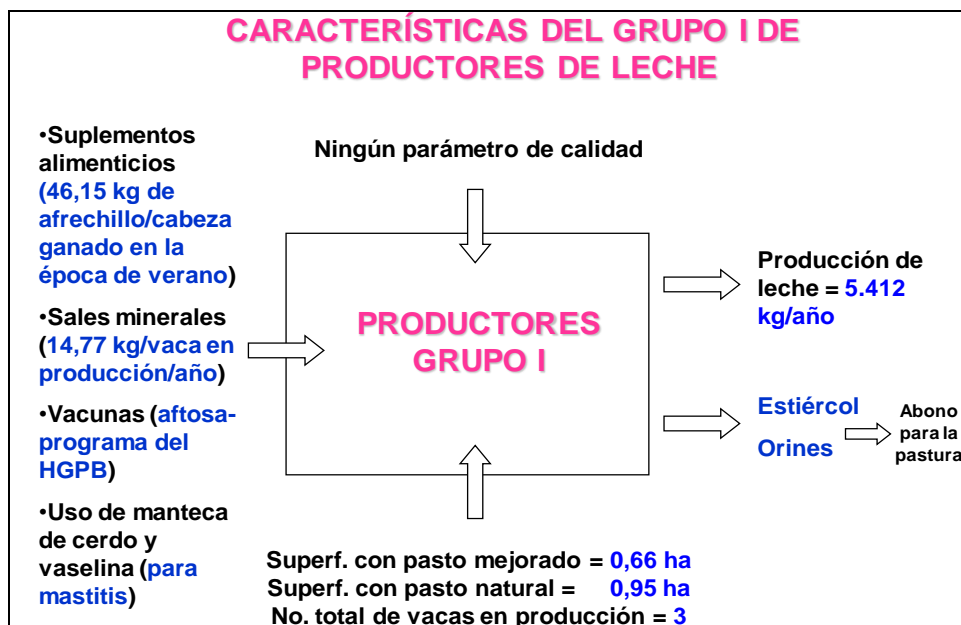 CARACTERÍSTICAS DEL GRUPO I DE
PRODUCTORES DE LECHE
•Suplementos
alimenticios
(46,15 kg de
afrechillo/cabeza
ganado en la
época de verano)
•Sales minerales
(14,77 kg/vaca en
producción/año)
•Vacunas (aftosa-
programa del
HGPB)
•Uso de manteca
de cerdo y
vaselina (para
mastitis)
Ningún parámetro de calidad
PRODUCTORES
GRUPO I
Superf. con pasto mejorado = 0,66 ha
Superf. con pasto natural = 0,95 ha
No. total de vacas en producción = 3
Producción de
leche = 5.412
kg/año
Estiércol
Orines
Abono
para la
pastura